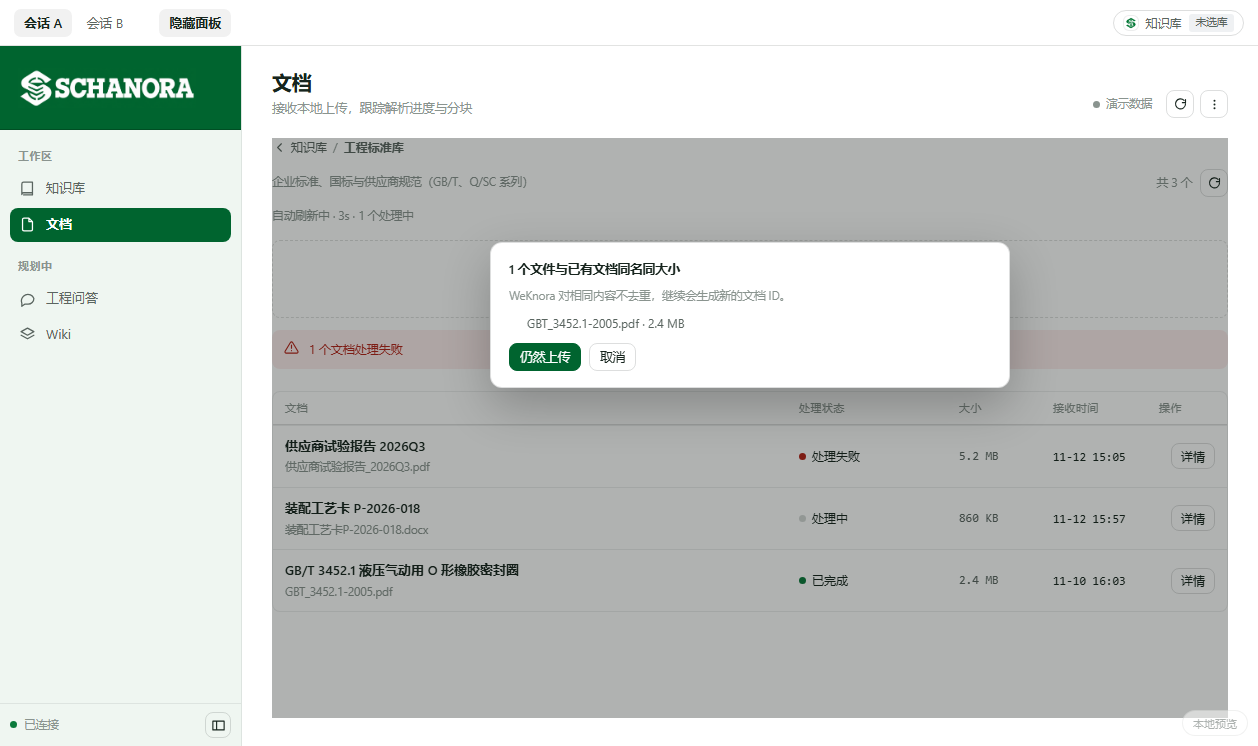 会话 A 会话 B 隐藏面板 知识库 未选库
SCHANORA
工作区
知识库
文档
规划中
工程问答
Wiki
已连接
文档
接收本地上传，跟踪解析进度与分块
演示数据
知识库 / 工程标准库
企业标准、国标与供应商规范（GB/T、Q/SC 系列）
共 3 个
自动刷新中 · 3s · 1 个处理中
1 个文件与已有文档同名同大小
WeKnora 对相同内容不去重，继续会生成新的文档 ID。
GBT_3452.1-2005.pdf · 2.4 MB
仍然上传 取消
1 个文档处理失败
文档 处理状态 大小 接收时间 操作
供应商试验报告 2026Q3
供应商试验报告_2026Q3.pdf
处理失败 5.2 MB 11-12 15:05 详情
装配工艺卡 P-2026-018
装配工艺卡P-2026-018.docx
处理中 860 KB 11-12 15:57 详情
GB/T 3452.1 液压气动用 O 形橡胶密封圈
GBT_3452.1-2005.pdf
已完成 2.4 MB 11-10 16:03 详情
本地预览